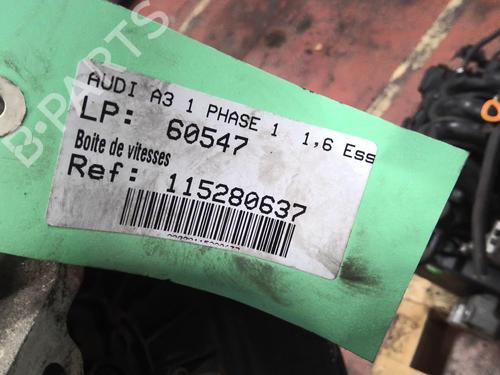 B-PARTS
AUDI A3 1 PHASE 1 1,6 Ess
LP: 60547
Boite de vitesses
Ref: 115280637